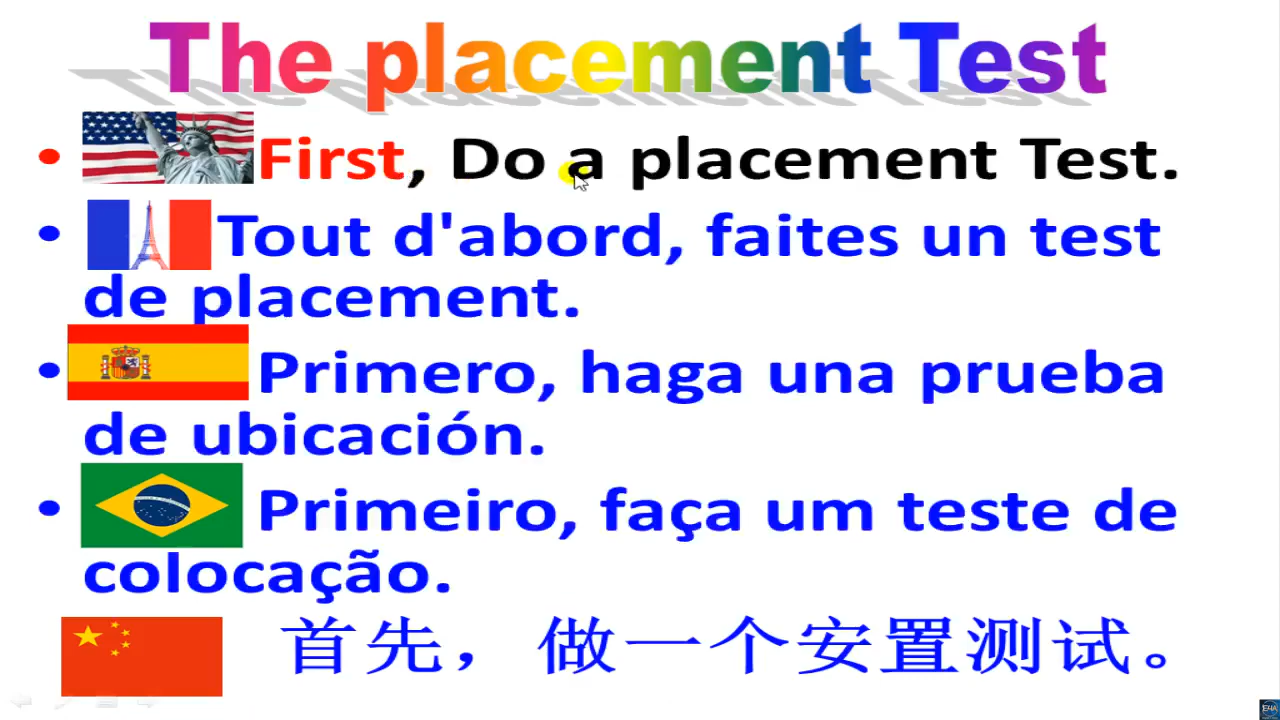 The placement Test
• First, Do a placement Test.
• Tout d'abord, faites un test
de placement.
• Primero, haga una prueba
de ubicación.
• Primeiro, faça um teste de
colocação.
首先，做一个安置测试。